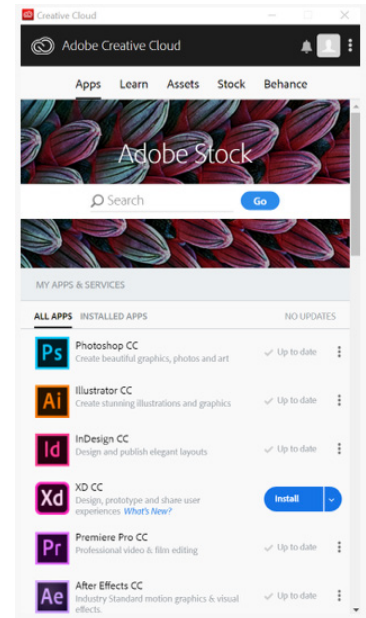 Creative Cloud
Adobe Creative Cloud
Apps Learn Assets Stock Behance
Adobe Stock
Search Go
MY APPS & SERVICES
ALL APPS INSTALLED APPS NO UPDATES
Ps Photoshop CC
Create beautiful graphics, photos and art Up to date
Ai Illustrator CC
Create stunning illustrations and graphics Up to date
Id InDesign CC
Design and publish elegant layouts Up to date
Xd XD CC
Design, prototype and share user Install
experiences What's New?
Pr Premiere Pro CC
Professional video & film editing Up to date
Ae After Effects CC
Industry Standard motion graphics & visual Up to date
effects.